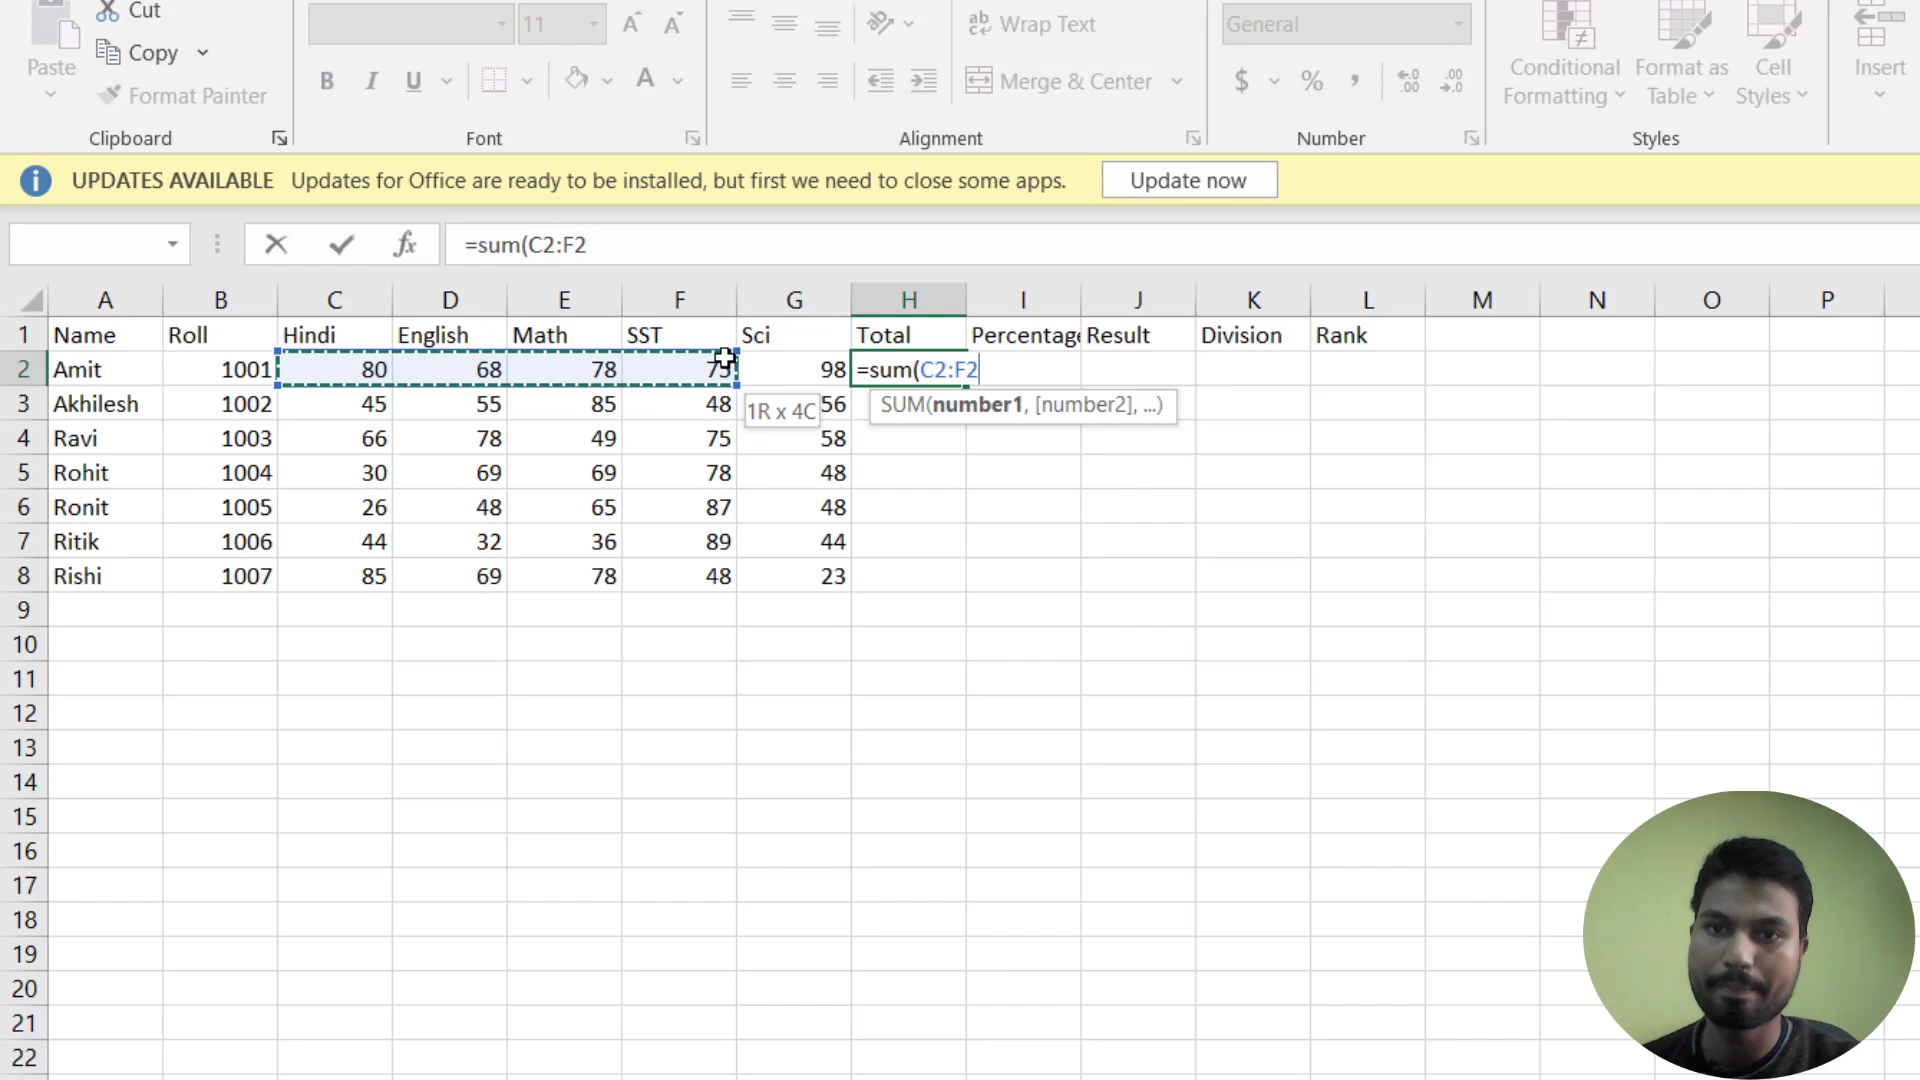 Cut
Copy
Paste
Format Painter
Clipboard
11
B I U
Font
Wrap Text
Merge & Center
Alignment
General
$ % ,
Number
Conditional Formatting
Format as Table
Cell Styles
Styles
Insert
UPDATES AVAILABLE Updates for Office are ready to be installed, but first we need to close some apps. Update now
fx =sum(C2:F2
A B C D E F G H I J K L M N O P
1 Name Roll Hindi English Math SST Sci Total Percentage Result Division Rank
2 Amit 1001 80 68 78 98 =sum(C2:F2
3 Akhilesh 1002 45 55 85 48 1R x 4C 56 SUM(number1, [number2], ...)
4 Ravi 1003 66 78 49 75 58
5 Rohit 1004 30 69 69 78 48
6 Ronit 1005 26 48 65 87 48
7 Ritik 1006 44 32 36 89 44
8 Rishi 1007 85 69 78 48 23
9
10
11
12
13
14
15
16
17
18
19
20
21
22